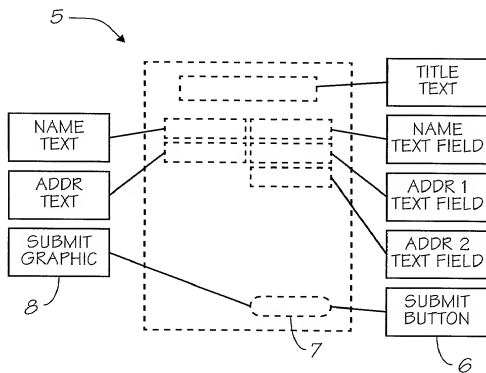 5
TITLE
TEXT
NAME
TEXT
NAME
TEXT FIELD
ADDR
TEXT
ADDR 1
TEXT FIELD
SUBMIT
GRAPHIC
ADDR 2
TEXT FIELD
8
7
SUBMIT
BUTTON
6